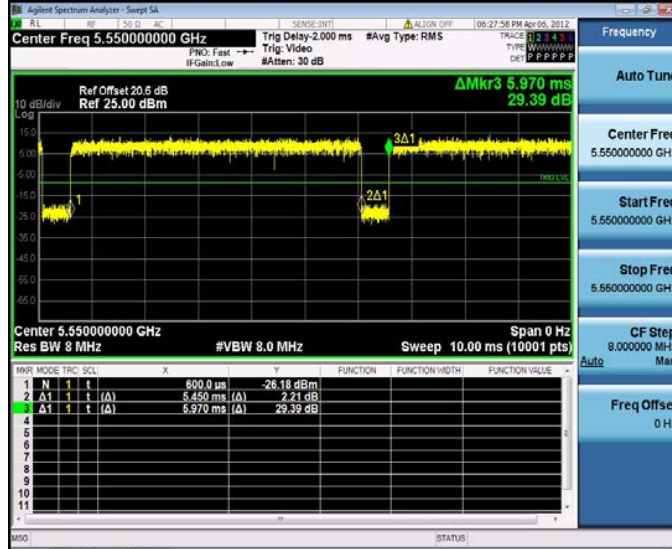 Agilent Spectrum Analyzer - Swept SA
RL RF 50 Ω AC SENSE:INT ALIGN OFF 06:27:58 PM Apr 06, 2012
Center Freq 5.550000000 GHz
PNO: Fast
IFGain:Low
Trig Delay-2.000 ms
Trig: Video
#Atten: 30 dB
#Avg Type: RMS
TRACE 1 2 3 4 5 6
TYPE W
DET P P P P P P
Ref Offset 20.6 dB
10 dB/div Ref 25.00 dBm
Log
ΔMkr3 5.970 ms
29.39 dB
15.0
5.00
-5.00
-15.0
-25.0
-35.0
-45.0
-55.0
-65.0
1
2Δ1
3Δ1
TRIG LVL
Center 5.550000000 GHz Span 0 Hz
Res BW 8 MHz #VBW 8.0 MHz Sweep 10.00 ms (10001 pts)
MKR MODE TRC SCL X Y FUNCTION FUNCTION WIDTH FUNCTION VALUE
1 N 1 t 600.0 µs -26.18 dBm
2 Δ1 1 t (Δ) 5.450 ms (Δ) 2.21 dB
3 Δ1 1 t (Δ) 5.970 ms (Δ) 29.39 dB
4
5
6
7
8
9
10
11
MSG STATUS
Frequency
Auto Tune
Center Freq
5.550000000 GH
Start Freq
5.550000000 GH
Stop Freq
5.550000000 GH
CF Step
8.000000 MH
Auto Man
Freq Offse
0 H